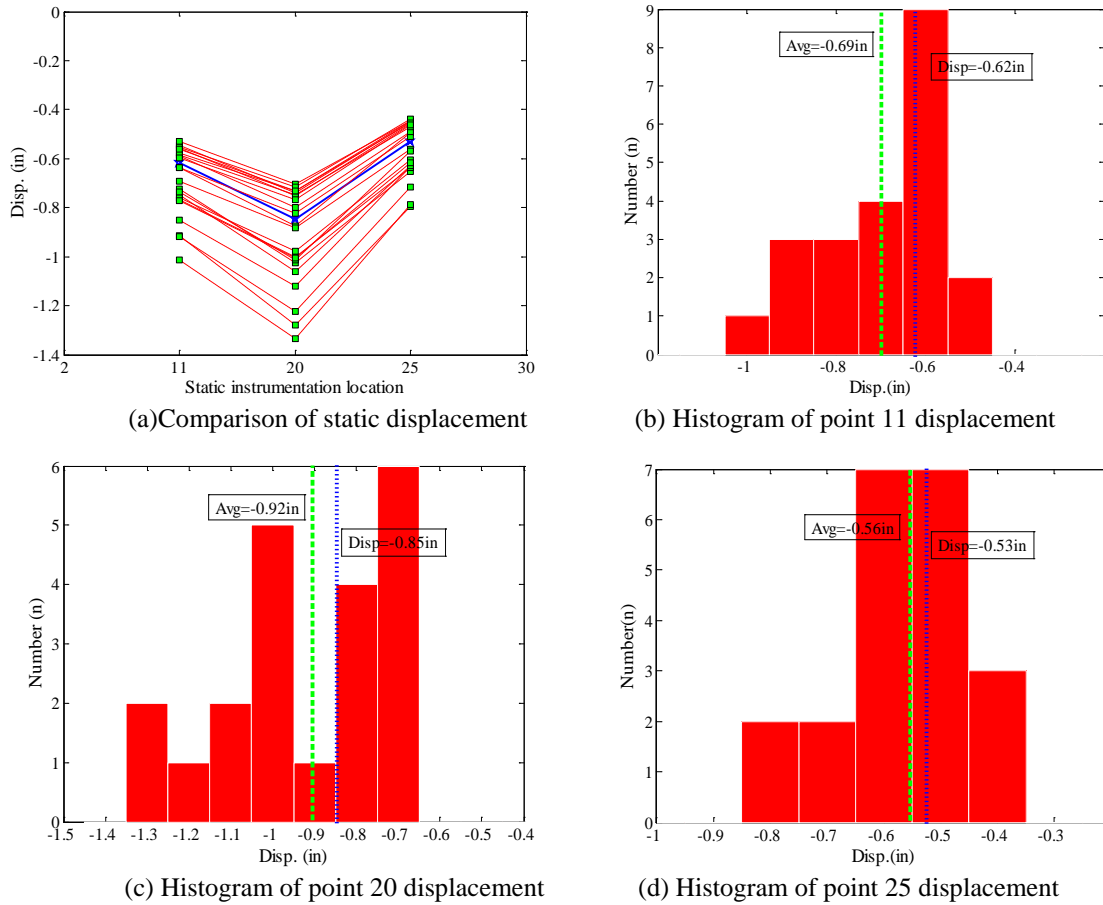 0
-0.2
-0.4
-0.6
-0.8
-1
-1.2
-1.4
2 11 20 25 30
Disp. (in)
Static instrumentation location
(a)Comparison of static displacement
9
8
7
6
5
4
3
2
1
0
-1 -0.8 -0.6 -0.4
Number (n)
Disp.(in)
Avg=-0.69in
Disp=-0.62in
(b) Histogram of point 11 displacement
6
5
4
3
2
1
0
-1.5 -1.4 -1.3 -1.2 -1.1 -1 -0.9 -0.8 -0.7 -0.6 -0.5 -0.4
Number (n)
Disp. (in)
Avg=-0.92in
Disp=-0.85in
(c) Histogram of point 20 displacement
7
6
5
4
3
2
1
0
-1 -0.9 -0.8 -0.7 -0.6 -0.5 -0.4 -0.3
Number(n)
Disp.(in)
Avg=-0.56in
Disp=-0.53in
(d) Histogram of point 25 displacement